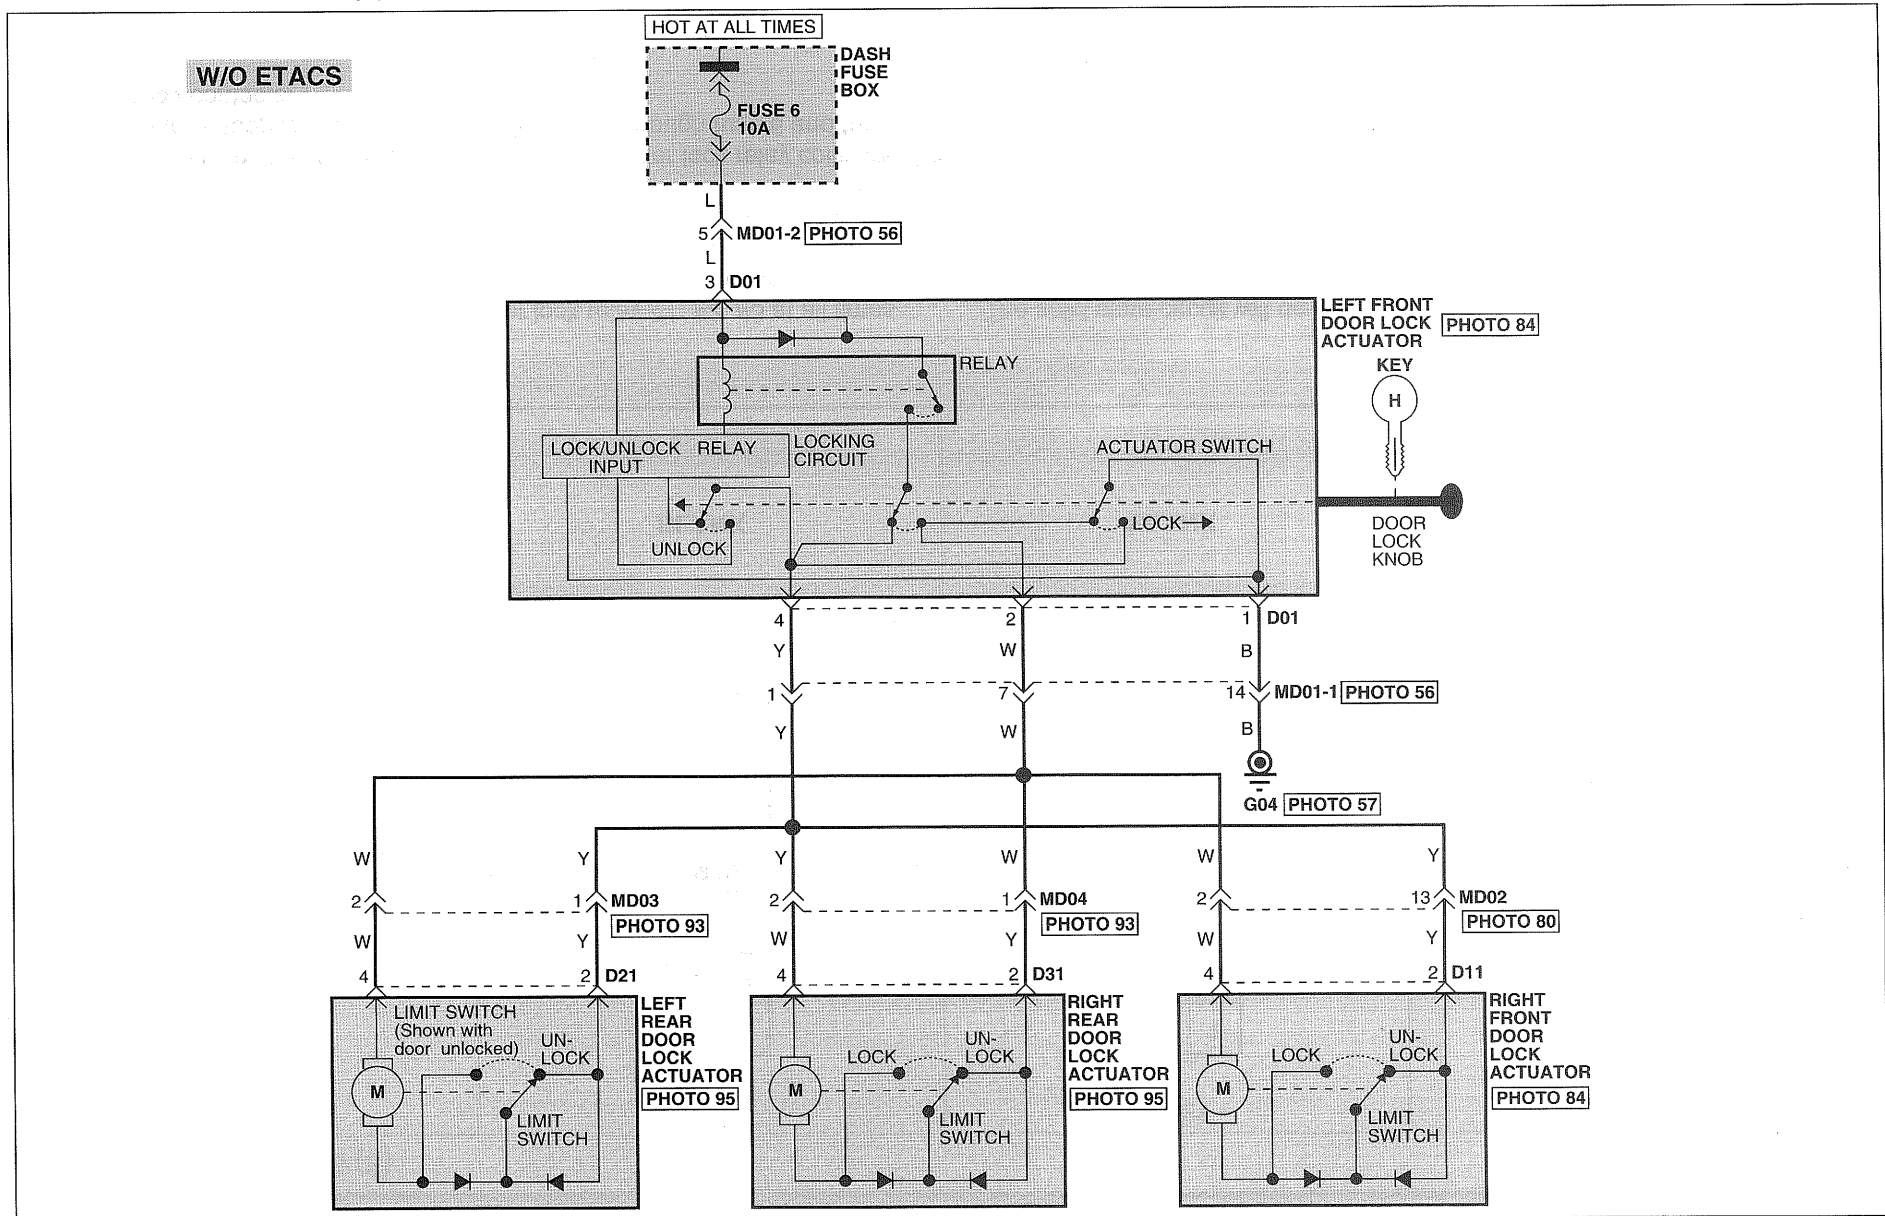 HOT AT ALL TIMES
W/O ETACS
DASH
FUSE
BOX
FUSE 6
10A
L
5 MD01-2 PHOTO 56
L
3 D01
LEFT FRONT
DOOR LOCK
ACTUATOR
PHOTO 84
KEY
H
RELAY
LOCK/UNLOCK
INPUT
RELAY
LOCKING
CIRCUIT
ACTUATOR SWITCH
UNLOCK
LOCK
DOOR
LOCK
KNOB
4 2 1 D01
Y W B
1 7 14 MD01-1 PHOTO 56
Y W B
G04 PHOTO 57
W Y Y W W Y
2 1 MD03
PHOTO 93
2 1 MD04
PHOTO 93
2 13 MD02
PHOTO 80
W Y W Y W Y
4 2 D21
4 2 D31
4 2 D11
LIMIT SWITCH
(Shown with
door unlocked)
UN-
LOCK
M
LIMIT
SWITCH
LEFT
REAR
DOOR
LOCK
ACTUATOR
PHOTO 95
LOCK
UN-
LOCK
M
LIMIT
SWITCH
RIGHT
REAR
DOOR
LOCK
ACTUATOR
PHOTO 95
LOCK
UN-
LOCK
M
LIMIT
SWITCH
RIGHT
FRONT
DOOR
LOCK
ACTUATOR
PHOTO 84